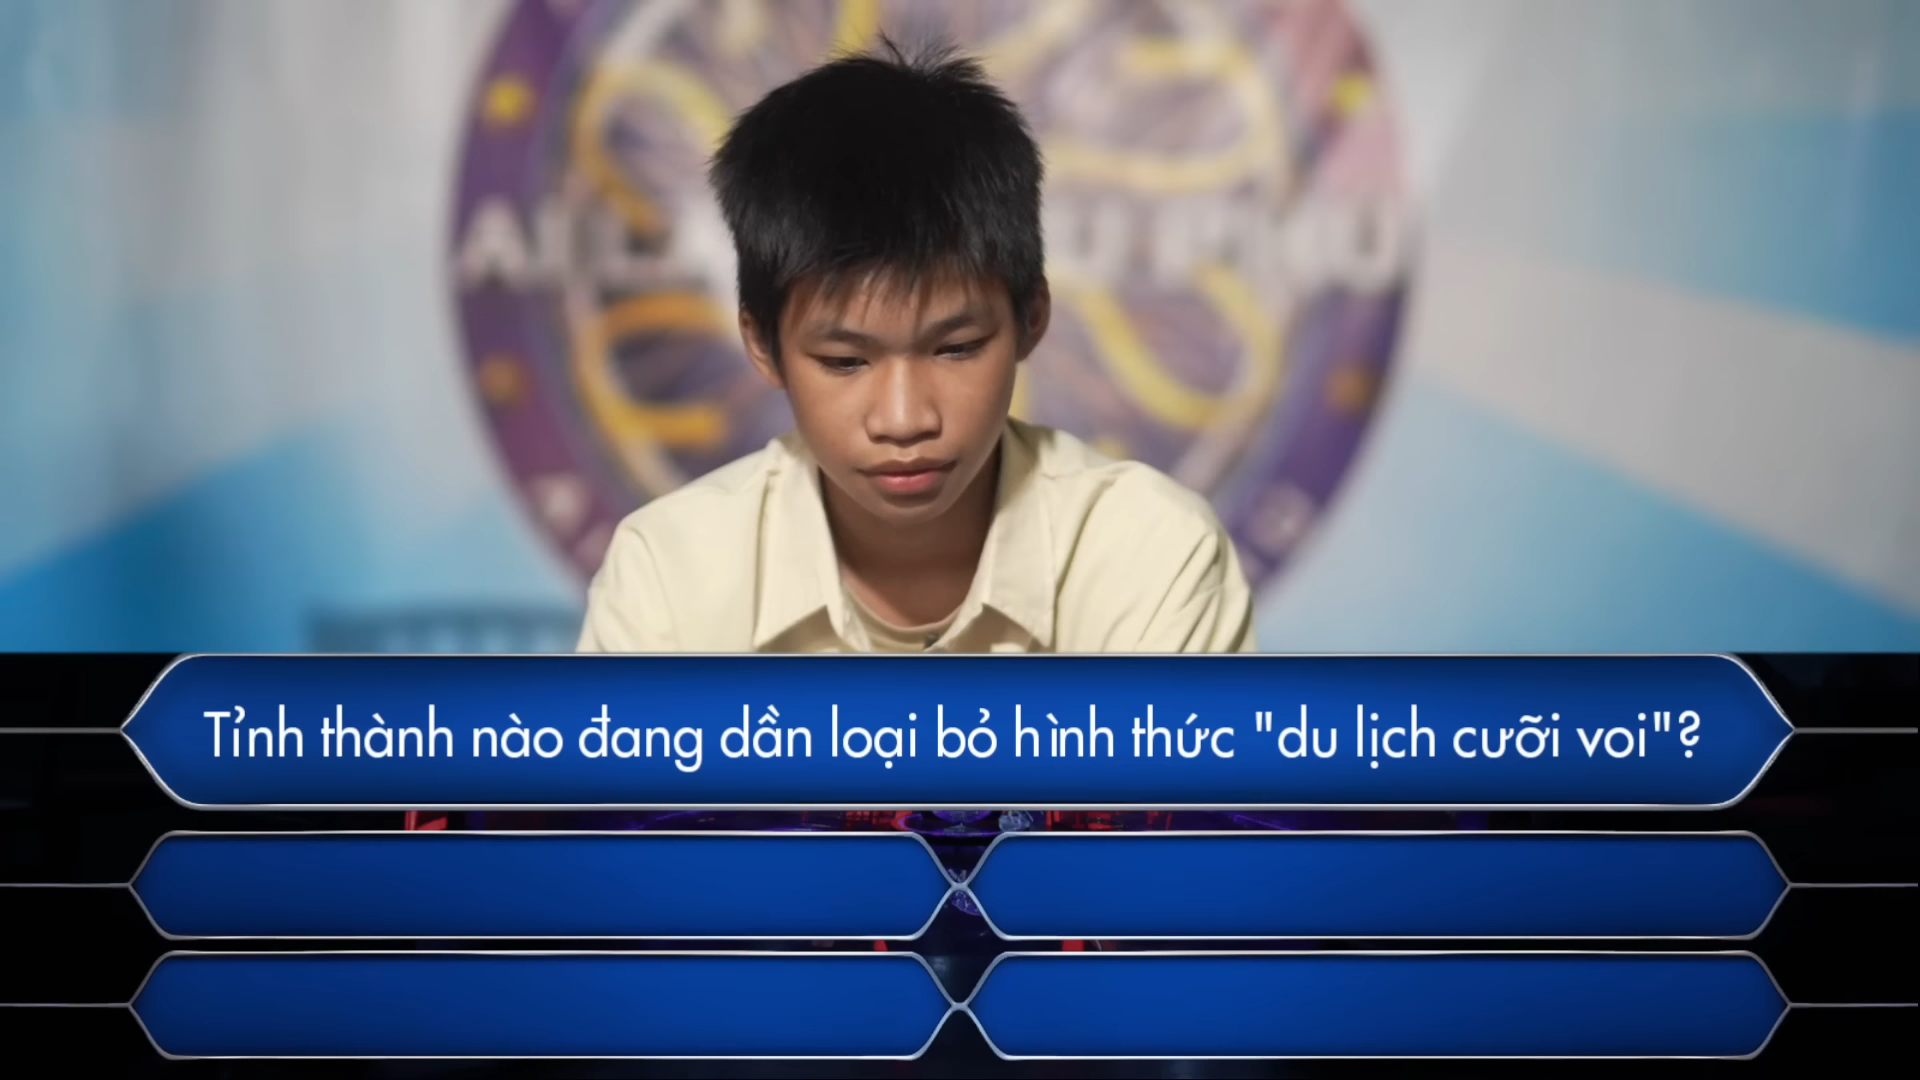 Tỉnh thành nào đang dần loại bỏ hình thức "du lịch cưỡi voi"?